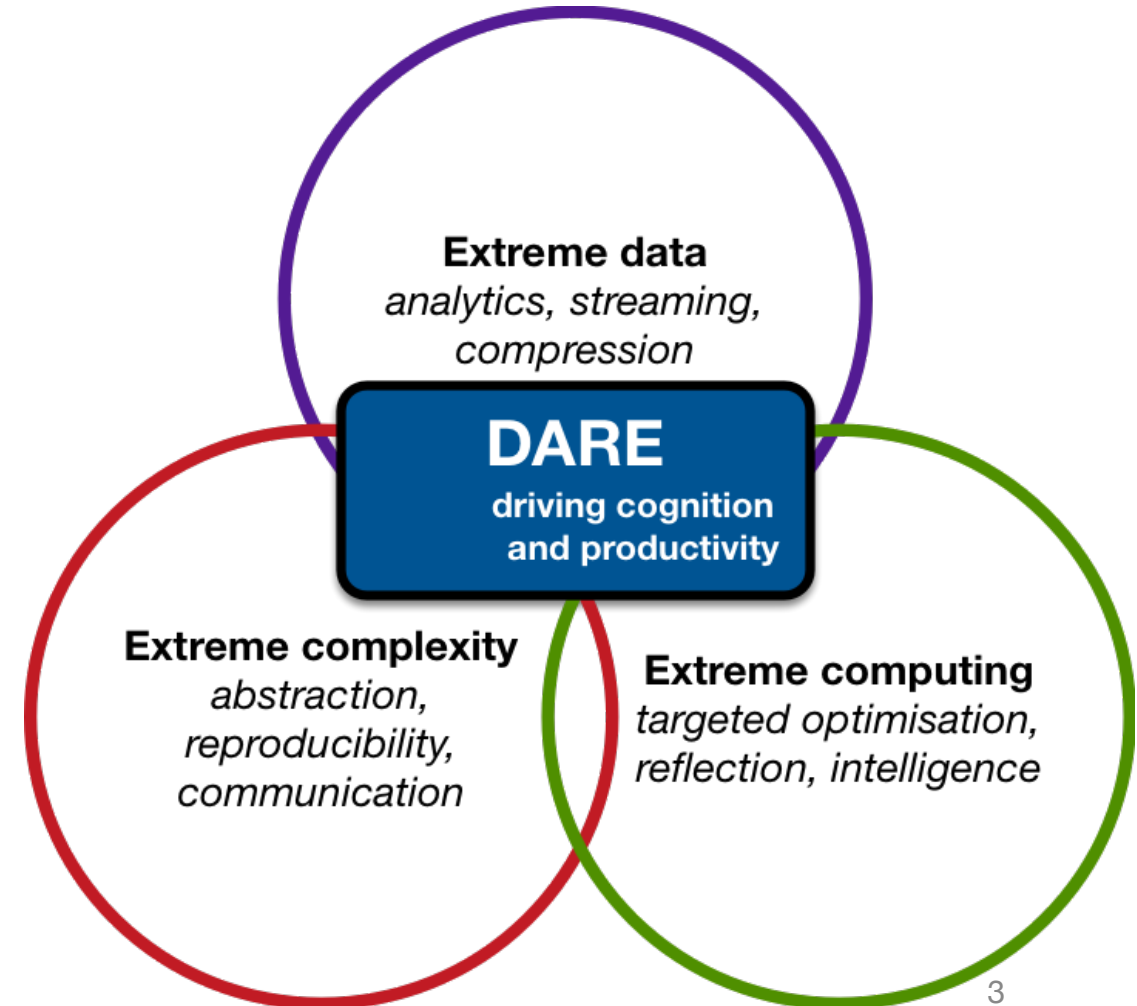 Extreme data
analytics, streaming,
compression
DARE
driving cognition
and productivity
Extreme complexity
abstraction,
reproducibility,
communication
Extreme computing
targeted optimisation,
reflection, intelligence
3